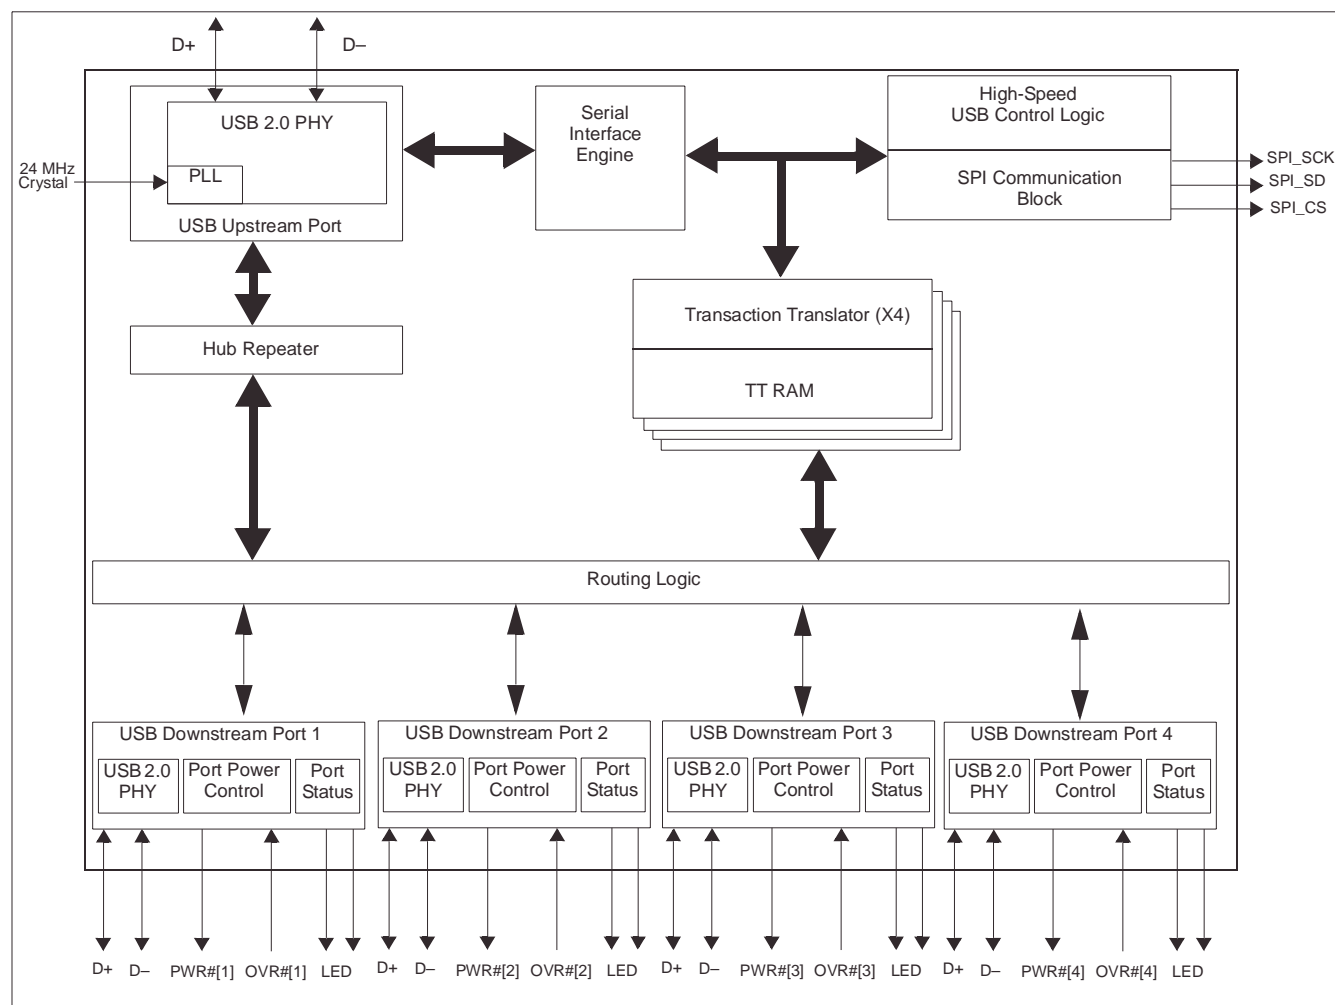 D+
D–
USB 2.0 PHY
24 MHz
Crystal
PLL
USB Upstream Port
Serial
Interface
Engine
High-Speed
USB Control Logic
SPI Communication
Block
SPI_SCK
SPI_SD
SPI_CS
Hub Repeater
Transaction Translator (X4)
TT RAM
Routing Logic
USB Downstream Port 1
USB 2.0
PHY
Port Power
Control
Port
Status
USB Downstream Port 2
USB 2.0
PHY
Port Power
Control
Port
Status
USB Downstream Port 3
USB 2.0
PHY
Port Power
Control
Port
Status
USB Downstream Port 4
USB 2.0
PHY
Port Power
Control
Port
Status
D+ D– PWR#[1] OVR#[1] LED
D+ D– PWR#[2] OVR#[2] LED
D+ D– PWR#[3] OVR#[3] LED
D+ D– PWR#[4] OVR#[4] LED